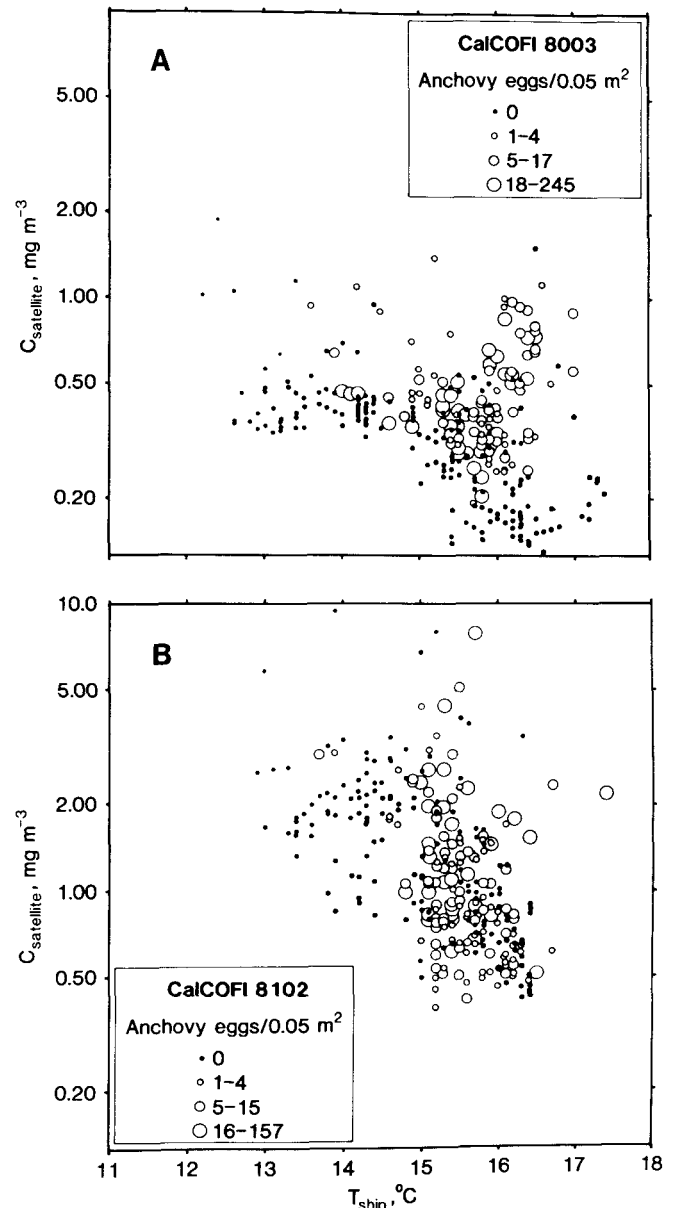 A
CalCOFI 8003
Anchovy eggs/0.05 m²
0
1–4
5–17
18–245
5.00
2.00
1.00
0.50
0.20
C_satellite, mg m⁻³
B
10.0
5.00
2.00
1.00
0.50
0.20
C_satellite, mg m⁻³
CalCOFI 8102
Anchovy eggs/0.05 m²
0
1–4
5–15
16–157
11 12 13 14 15 16 17 18
T_ship, °C